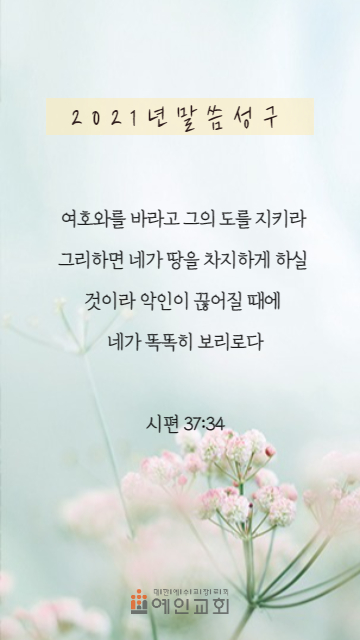 2021년 말씀성구
여호와를 바라고 그의 도를 지키라
그리하면 네가 땅을 차지하게 하실
것이라 악인이 끊어질 때에
네가 똑똑히 보리로다
시편 37:34
예인교회